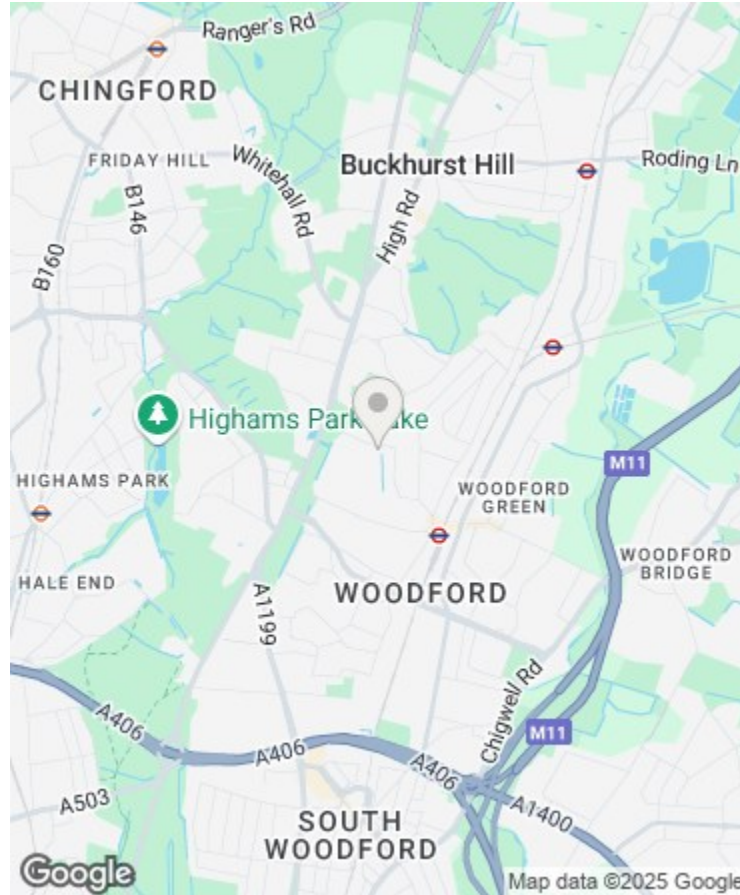 Ranger's Rd
CHINGFORD
FRIDAY HILL
Whitehall Rd
Buckhurst Hill
Roding Ln
B146
High Rd
B160
Highams Park Lake
M11
HIGHAMS PARK
WOODFORD
GREEN
WOODFORD
BRIDGE
HALE END
WOODFORD
A1199
Chigwell Rd
A406
M11
A406
A406
A503
A1400
SOUTH
WOODFORD
Google
Map data ©2025 Google